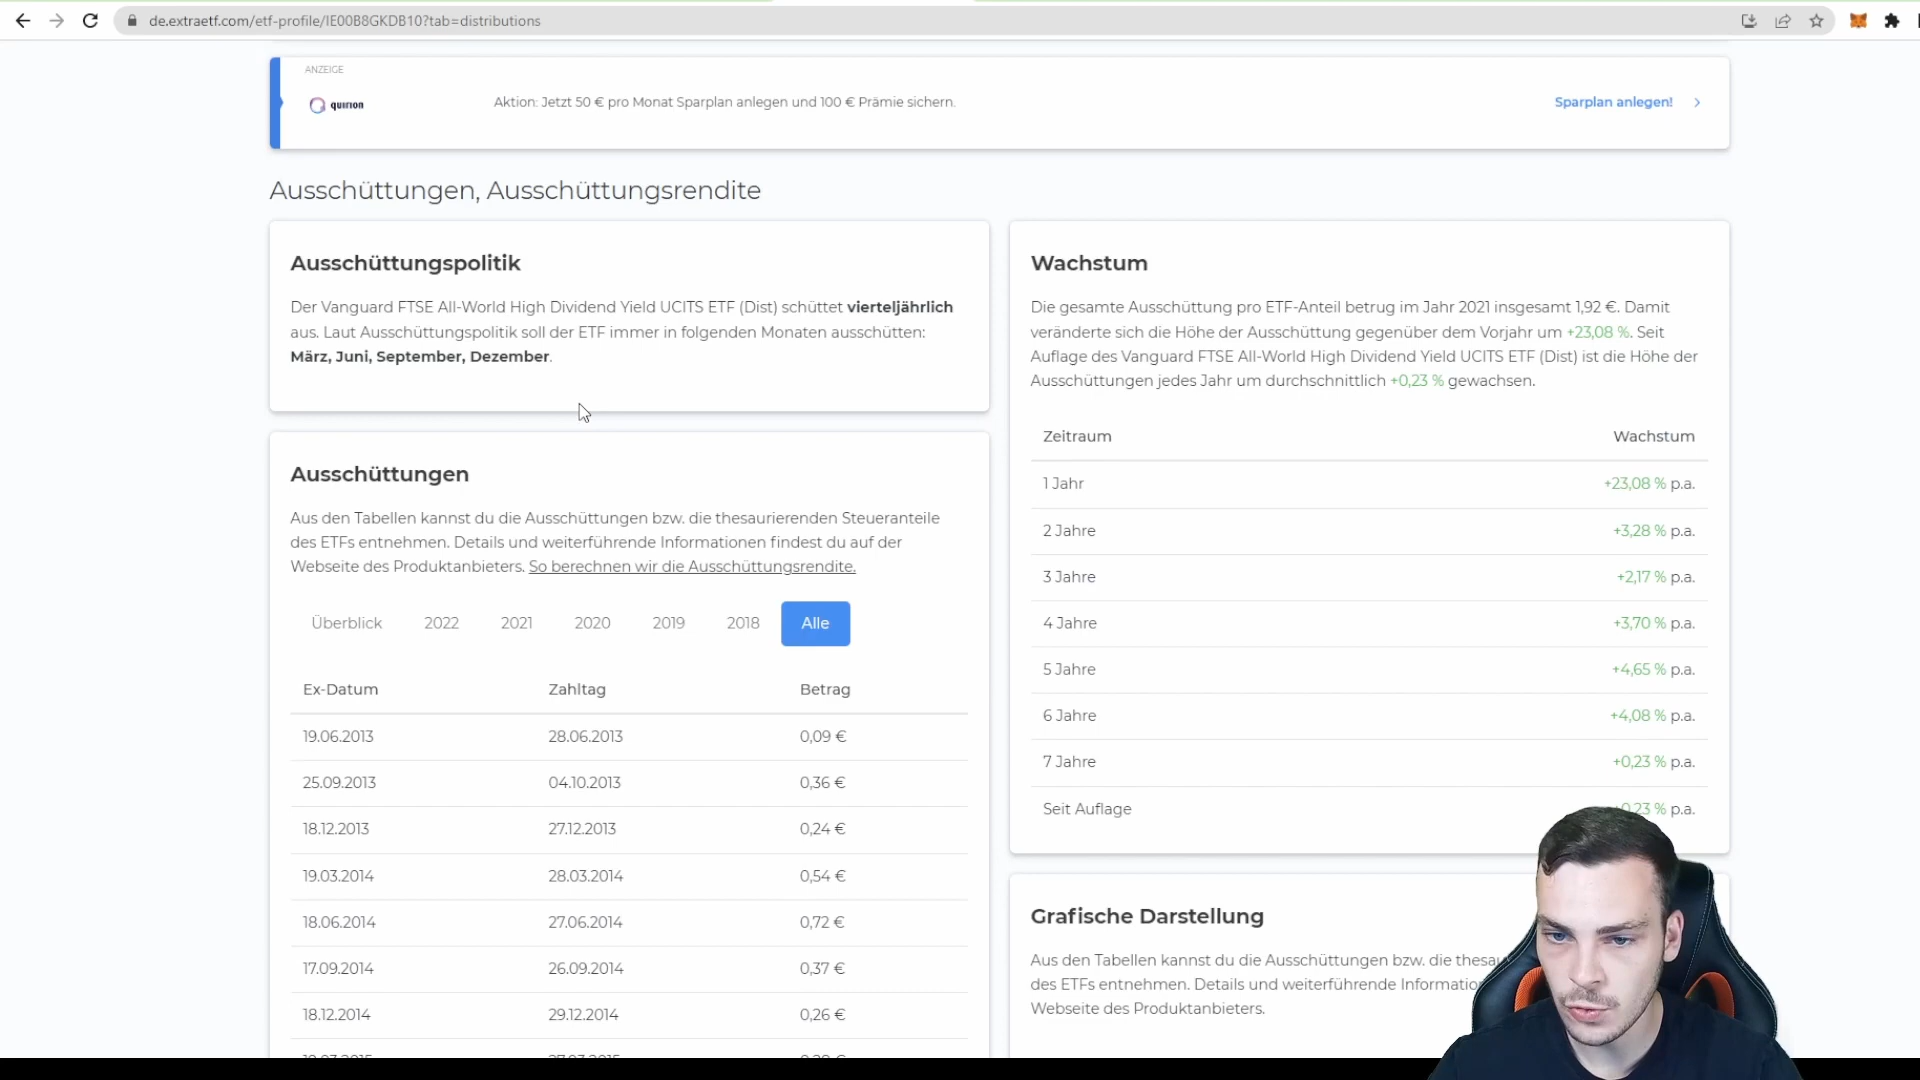 de.extraetf.com/etf-profile/IE00B8GKDB10?tab=distributions
ANZEIGE
quirion
Aktion: Jetzt 50 € pro Monat Sparplan anlegen und 100 € Prämie sichern.
Sparplan anlegen!
Ausschüttungen, Ausschüttungsrendite
Ausschüttungspolitik
Der Vanguard FTSE All-World High Dividend Yield UCITS ETF (Dist) schüttet vierteljährlich
aus. Laut Ausschüttungspolitik soll der ETF immer in folgenden Monaten ausschütten:
März, Juni, September, Dezember.
Ausschüttungen
Aus den Tabellen kannst du die Ausschüttungen bzw. die thesaurierenden Steueranteile
des ETFs entnehmen. Details und weiterführende Informationen findest du auf der
Webseite des Produktanbieters. So berechnen wir die Ausschüttungsrendite.
Überblick 2022 2021 2020 2019 2018 Alle
Ex-Datum Zahltag Betrag
19.06.2013 28.06.2013 0,09 €
25.09.2013 04.10.2013 0,36 €
18.12.2013 27.12.2013 0,24 €
19.03.2014 28.03.2014 0,54 €
18.06.2014 27.06.2014 0,72 €
17.09.2014 26.09.2014 0,37 €
18.12.2014 29.12.2014 0,26 €
Wachstum
Die gesamte Ausschüttung pro ETF-Anteil betrug im Jahr 2021 insgesamt 1,92 €. Damit
veränderte sich die Höhe der Ausschüttung gegenüber dem Vorjahr um +23,08 %. Seit
Auflage des Vanguard FTSE All-World High Dividend Yield UCITS ETF (Dist) ist die Höhe der
Ausschüttungen jedes Jahr um durchschnittlich +0,23 % gewachsen.
Zeitraum Wachstum
1 Jahr +23,08 % p.a.
2 Jahre +3,28 % p.a.
3 Jahre +2,17 % p.a.
4 Jahre +3,70 % p.a.
5 Jahre +4,65 % p.a.
6 Jahre +4,08 % p.a.
7 Jahre +0,23 % p.a.
Seit Auflage 0,23 % p.a.
Grafische Darstellung
Aus den Tabellen kannst du die Ausschüttungen bzw. die
des ETFs entnehmen. Details und weiterführende
Webseite des Produktanbieters.